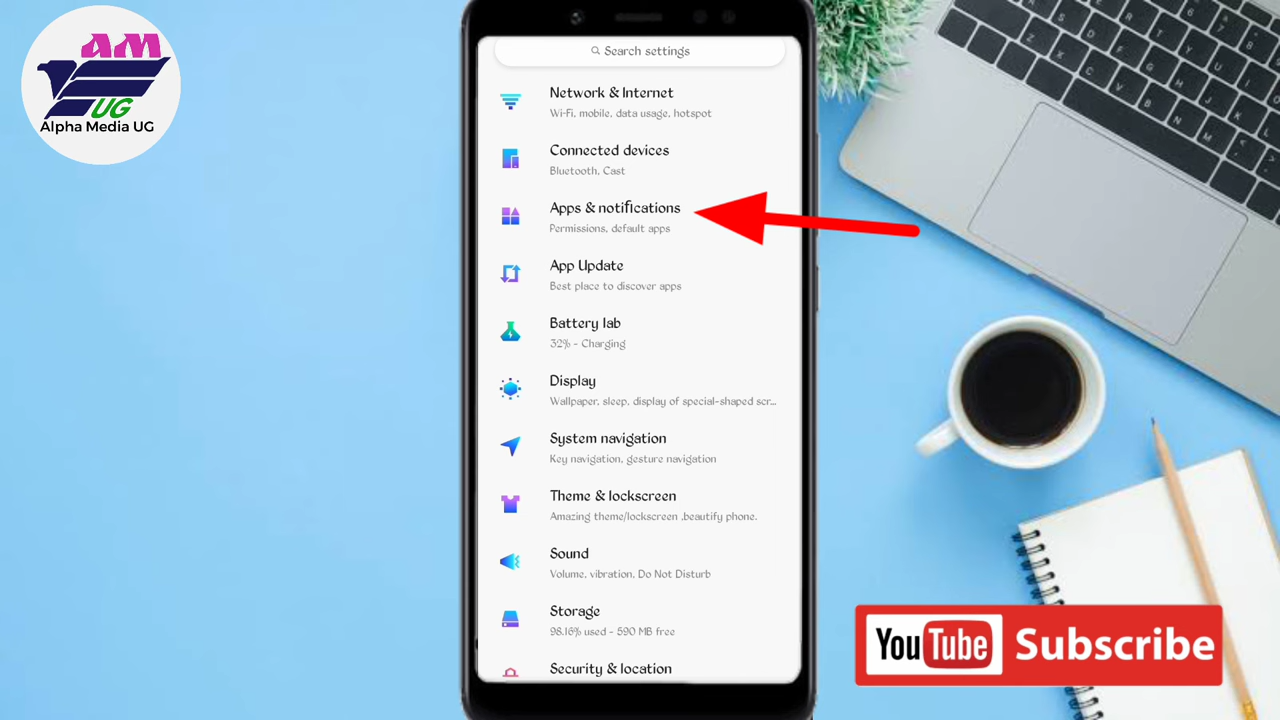 AM
UG
Alpha Media UG
Search settings
Network & Internet
Wi-Fi, mobile, data usage, hotspot
Connected devices
Bluetooth, Cast
Apps & notifications
Permissions, default apps
App Update
Best place to discover apps
Battery lab
32% - Charging
Display
Wallpaper, sleep, display of special-shaped scr...
System navigation
Key navigation, gesture navigation
Theme & lockscreen
Amazing theme/lockscreen ,beautify phone.
Sound
Volume, vibration, Do Not Disturb
Storage
98.16% used - 590 MB free
Security & location
YouTube Subscribe